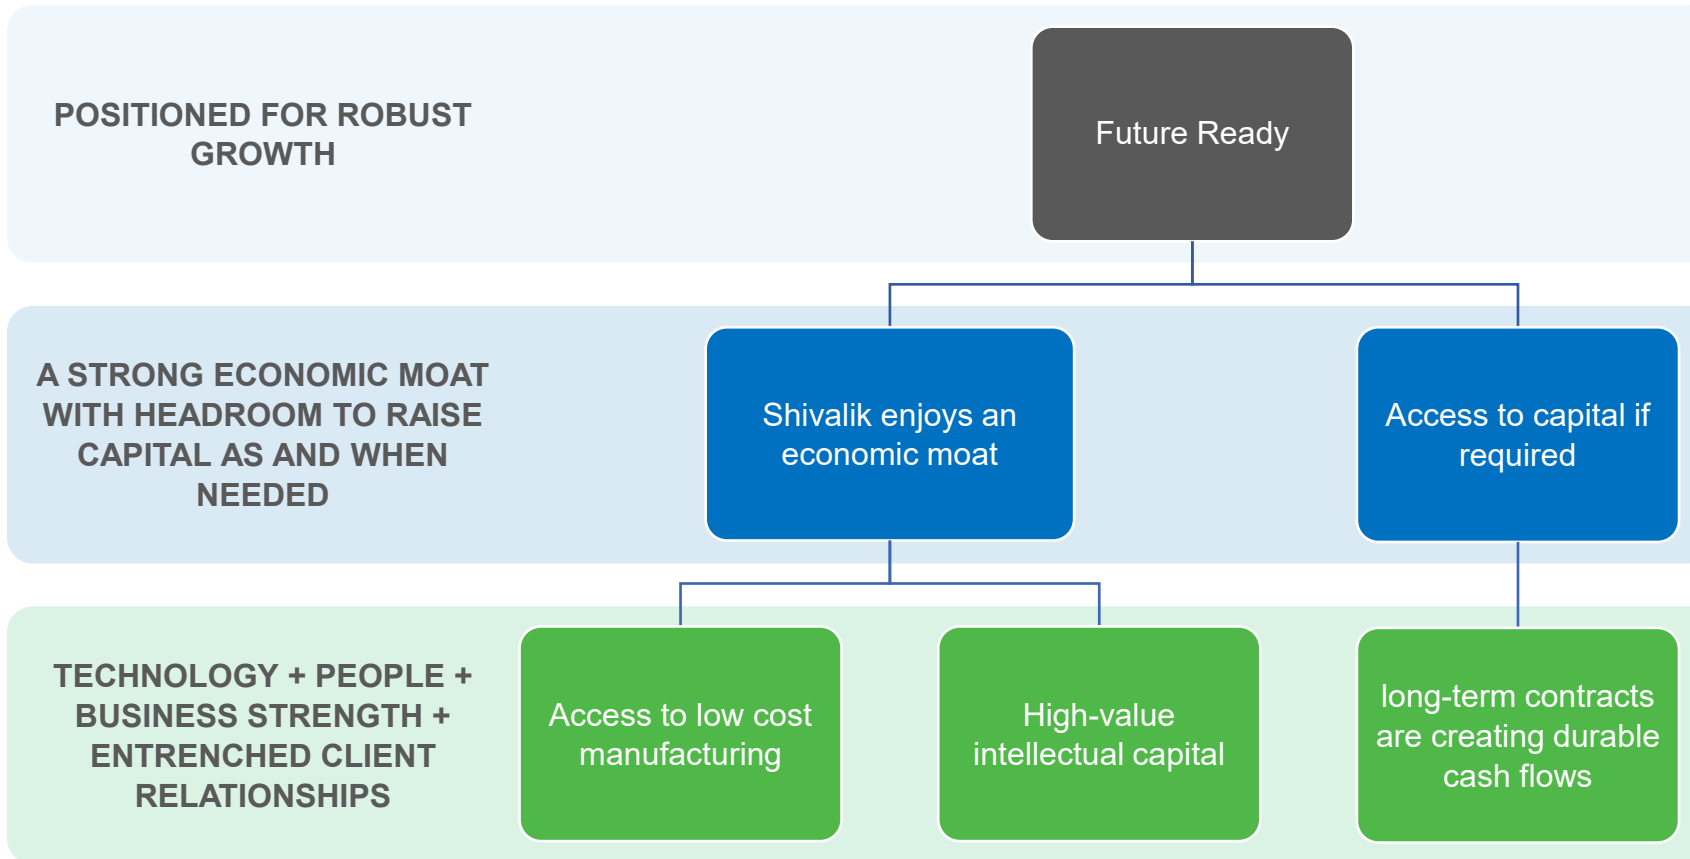 POSITIONED FOR ROBUST
GROWTH
Future Ready
A STRONG ECONOMIC MOAT
WITH HEADROOM TO RAISE
CAPITAL AS AND WHEN
NEEDED
Shivalik enjoys an
economic moat
Access to capital if
required
TECHNOLOGY + PEOPLE +
BUSINESS STRENGTH +
ENTRENCHED CLIENT
RELATIONSHIPS
Access to low cost
manufacturing
High-value
intellectual capital
long-term contracts
are creating durable
cash flows